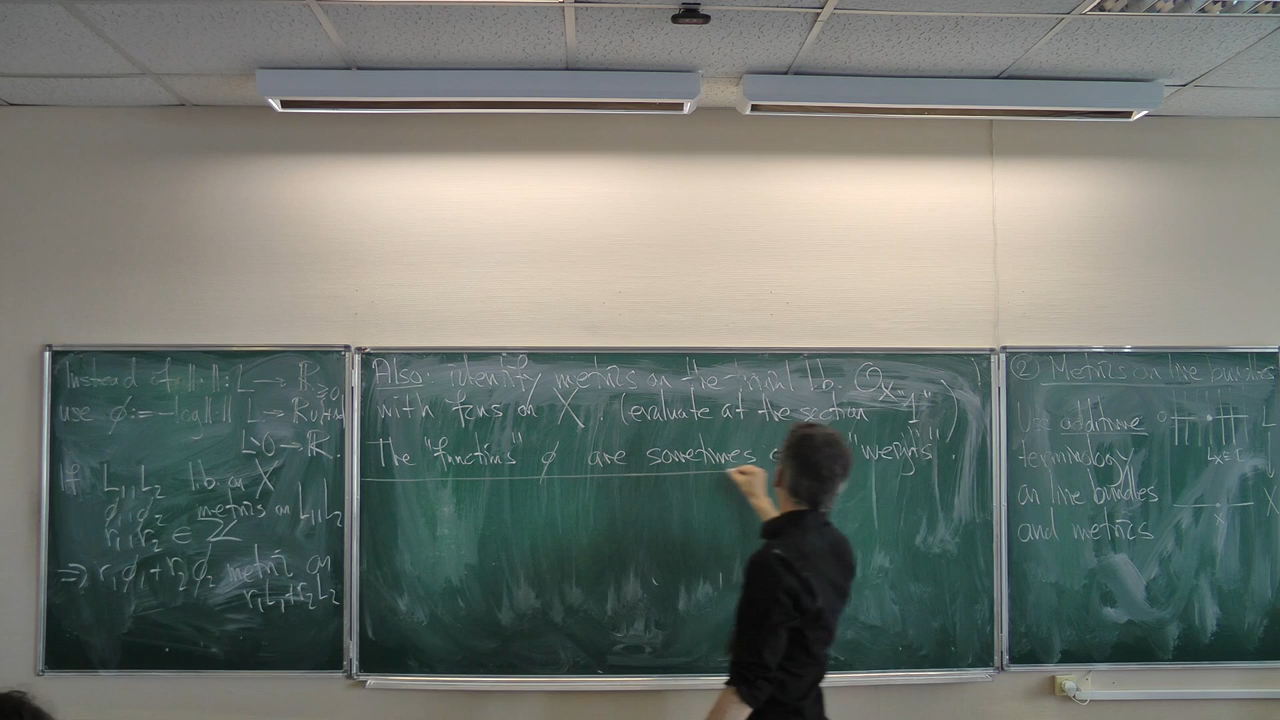 ② Metrics on line bundles
Use additive
terminology
on line bundles
and metrics
L
X
x
Instead of ‖·‖: L → R≥0
use φ := -log‖·‖ L → R∪{+∞}
L\0 → R.
If L₁, L₂ l.b. on X
φ₁, φ₂ metrics on L₁, L₂
r₁, r₂ ∈ Z
⇒ r₁φ₁ + r₂φ₂ metric on
r₁L₁ + r₂L₂
Also: identify metrics on the trivial l.b. O_X
with fcns on X. (evaluate at the section "1")
The "functions" φ are sometimes "weights".